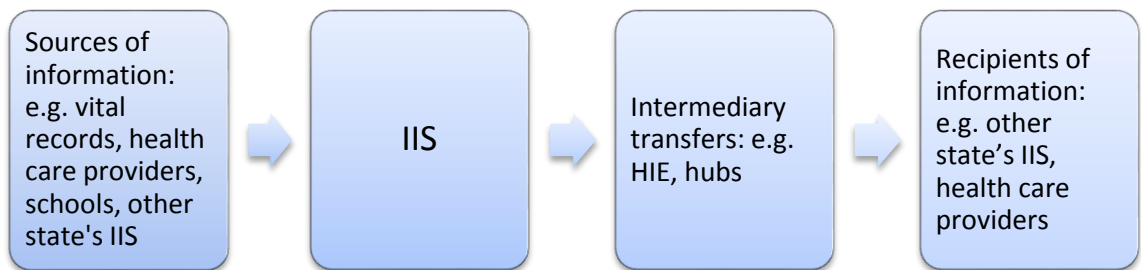 Sources of
information:
e.g. vital
records, health
care providers,
schools, other
state's IIS
IIS
Intermediary
transfers: e.g.
HIE, hubs
Recipients of
information:
e.g. other
state’s IIS,
health care
providers